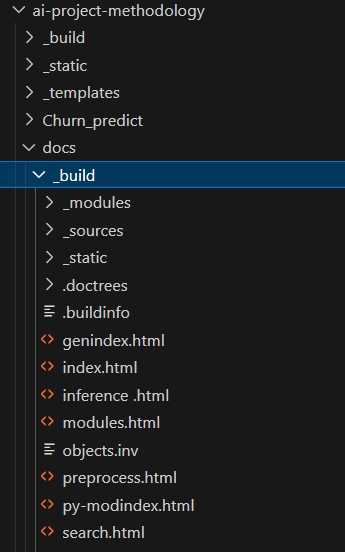 ai-project-methodology
_build
_static
_templates
Churn_predict
docs
_build
_modules
_sources
_static
.doctrees
.buildinfo
genindex.html
index.html
inference .html
modules.html
objects.inv
preprocess.html
py-modindex.html
search.html